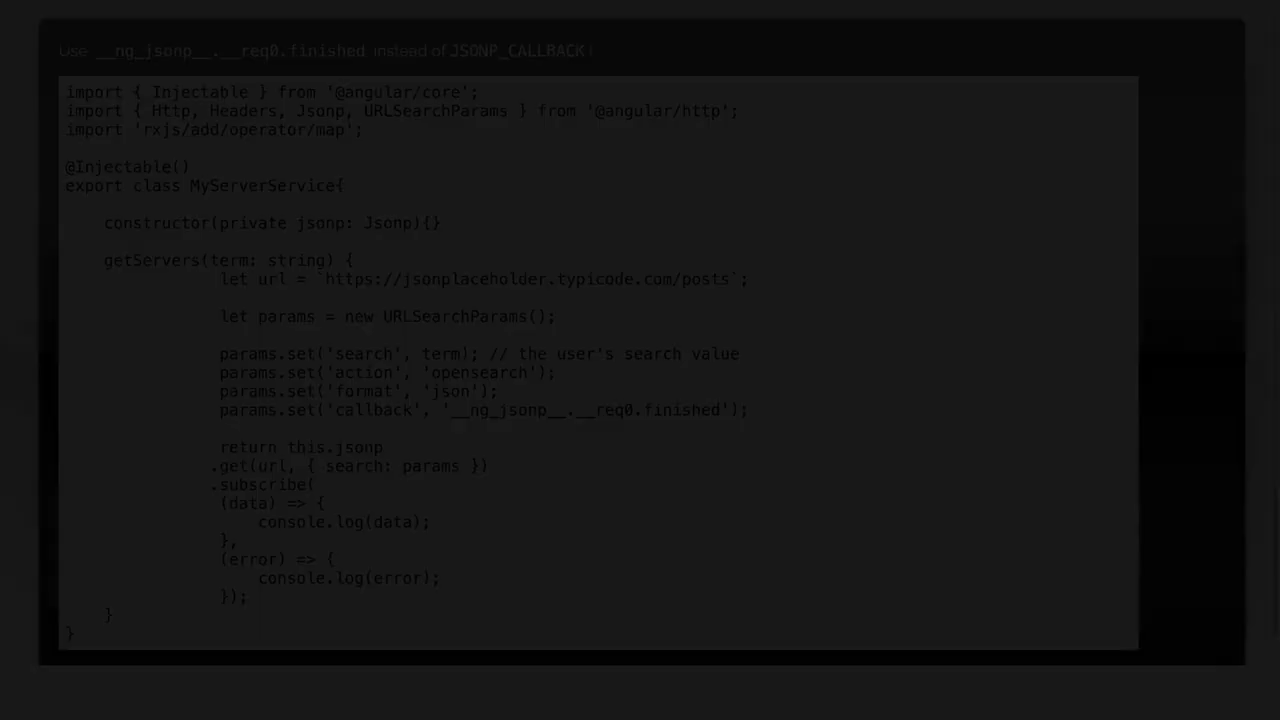 Use __ng_jsonp__.__req0.finished instead of JSONP_CALLBACK!
import { Injectable } from '@angular/core';
import { Http, Headers, Jsonp, URLSearchParams } from '@angular/http';
import 'rxjs/add/operator/map';
@Injectable()
export class MyServerService{
constructor(private jsonp: Jsonp){}
getServers(term: string) {
let url = `https://jsonplaceholder.typicode.com/posts`;
let params = new URLSearchParams();
params.set('search', term); // the user's search value
params.set('action', 'opensearch');
params.set('format', 'json');
params.set('callback', '__ng_jsonp__.__req0.finished');
return this.jsonp
.get(url, { search: params })
.subscribe(
(data) => {
console.log(data);
},
(error) => {
console.log(error);
});
}
}